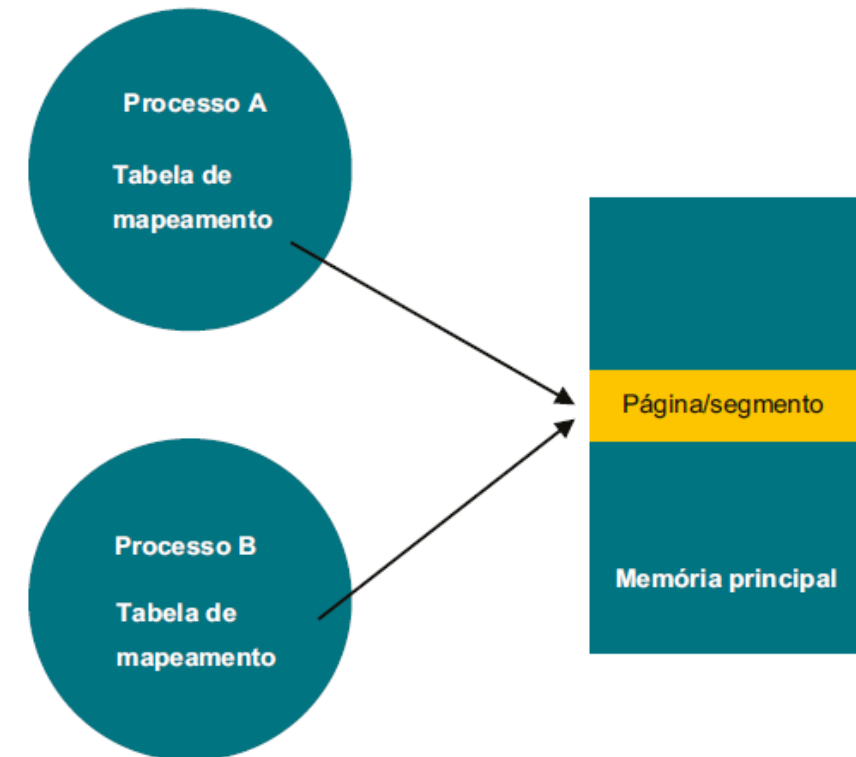 Processo A
Tabela de
mapeamento
Página/segmento
Processo B
Tabela de
mapeamento
Memória principal